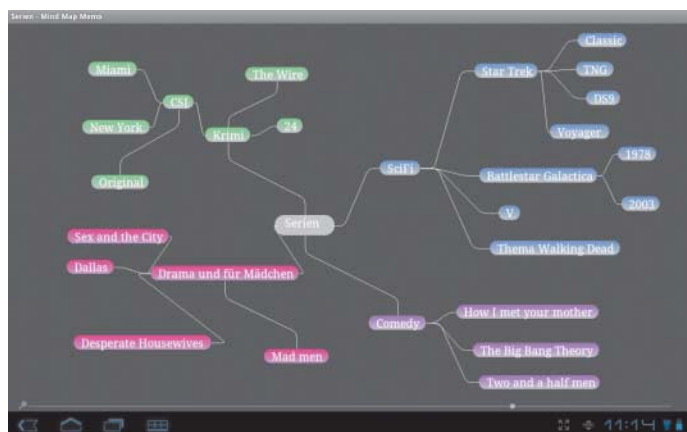 Serien - Mind Map Memo
Classic
Miami
The Wire
Star Trek
TNG
CSI
DS9
New York
24
Krimi
Voyager
1978
SciFi
Battlestar Galactica
Original
2003
V
Serien
Sex and the City
Thema Walking Dead
Dallas
Drama und für Mädchen
How I met your mother
Comedy
Desperate Housewives
The Big Bang Theory
Mad men
Two and a half men
11:14